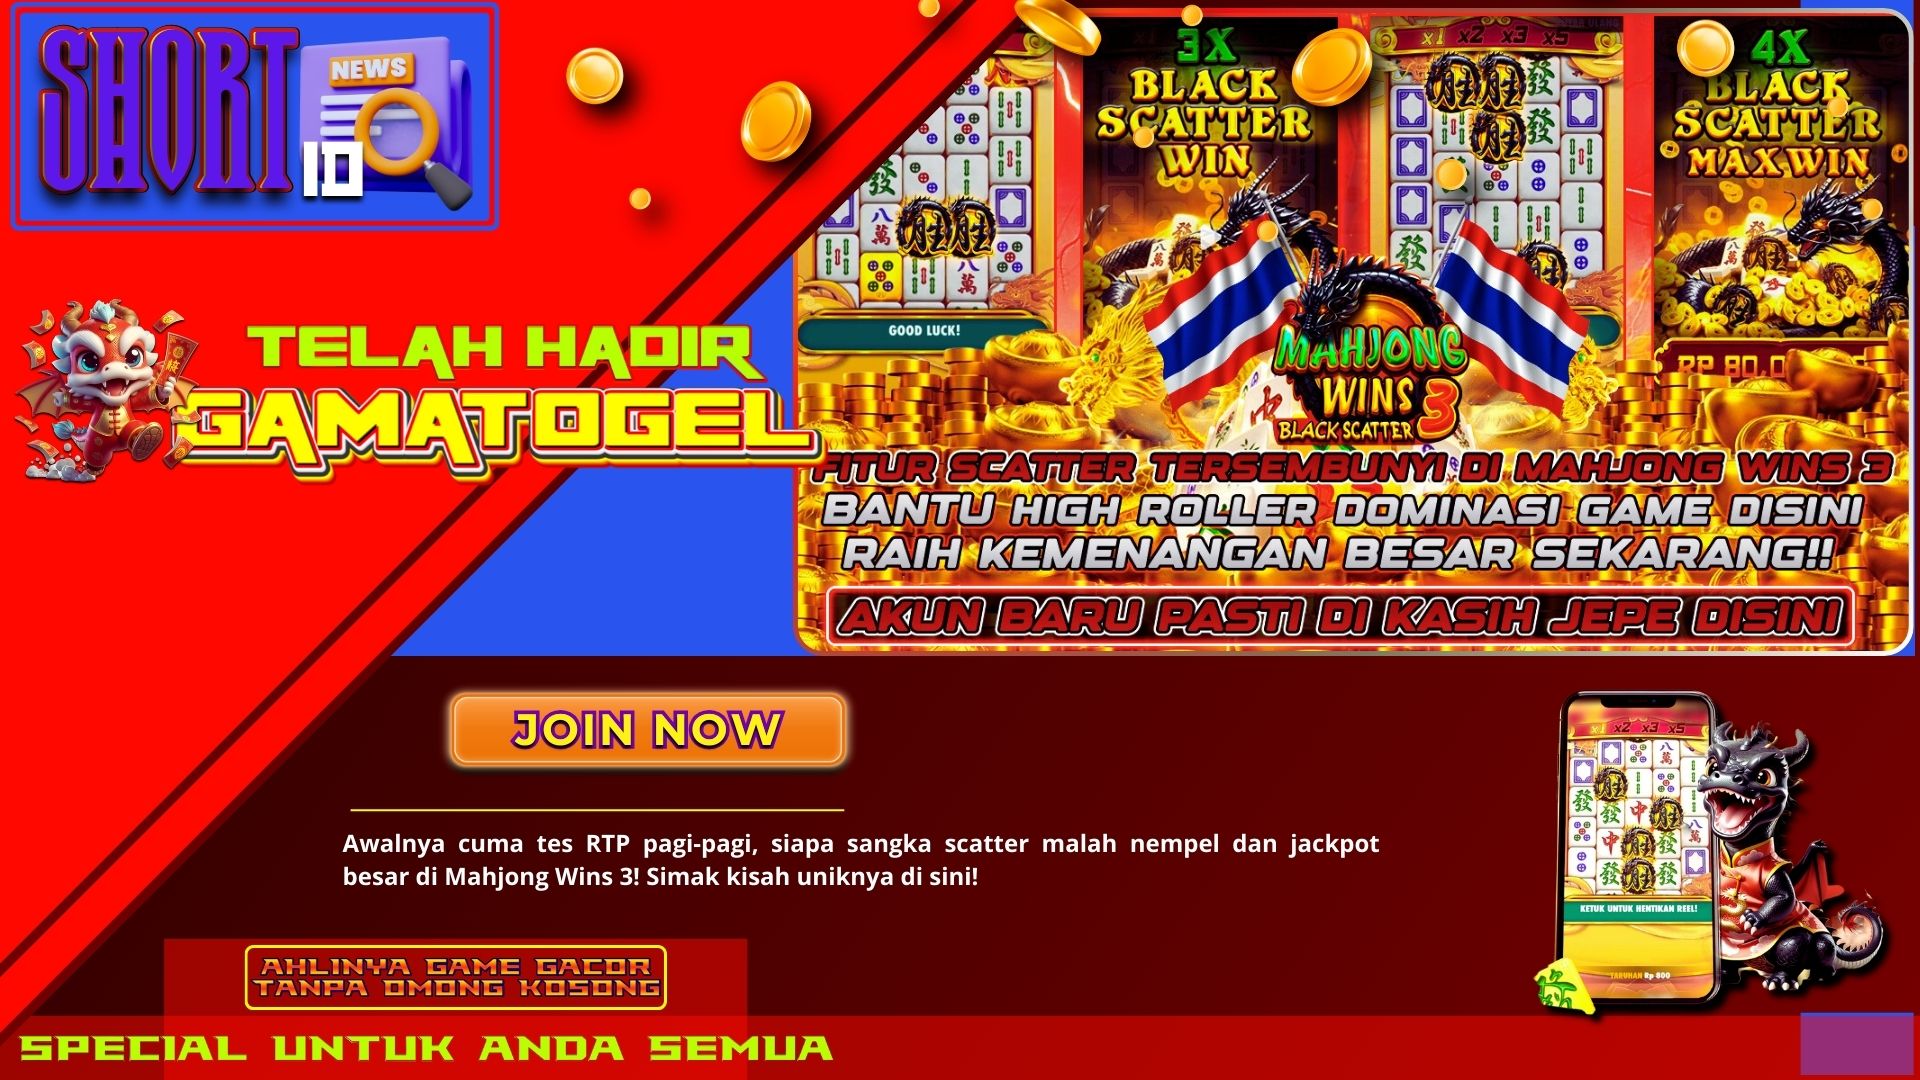 SHORT
NEWS
ID
TELAH HADIR
GAMATOGEL
GOOD LUCK!
3X
BLACK
SCATTER
WIN
x1 x2 x3 x5
4X
BLACK
SCATTER
MAXWIN
MAHJONG
WINS 3
BLACK SCATTER
FITUR SCATTER TERSEMBUNYI DI MAHJONG WINS 3
BANTU HIGH ROLLER DOMINASI GAME DISINI
RAIH KEMENANGAN BESAR SEKARANG!!
AKUN BARU PASTI DI KASIH JEPE DISINI
JOIN NOW
Awalnya cuma tes RTP pagi-pagi, siapa sangka scatter malah nempel dan jackpot
besar di Mahjong Wins 3! Simak kisah uniknya di sini!
x1 x2 x3 x5
KETUK UNTUK HENTIKAN REEL!
TARUHAN Rp 800
AHLINYA GAME GACOR
TANPA OMONG KOSONG
SPECIAL UNTUK ANDA SEMUA